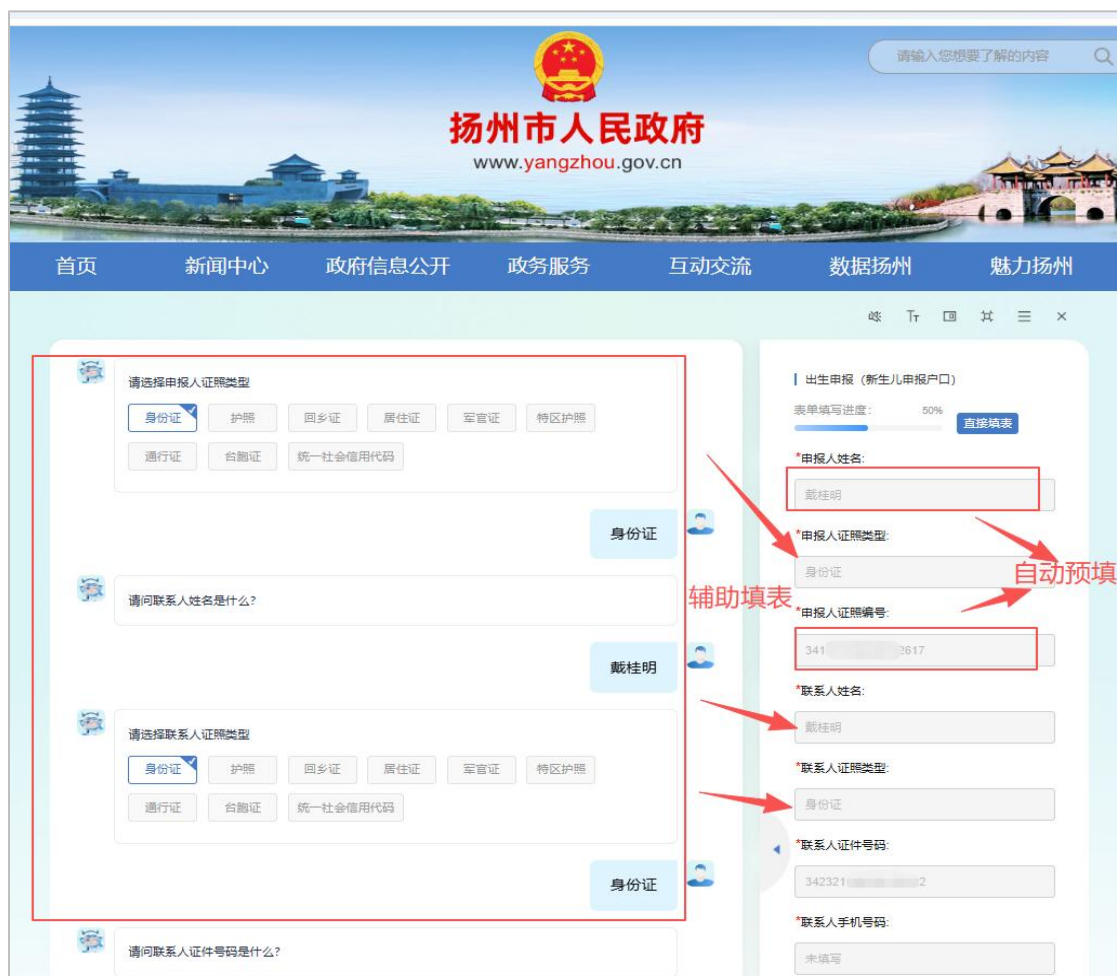 请输入您想要了解的内容
扬州市人民政府
www.yangzhou.gov.cn
首页 新闻中心 政府信息公开 政务服务 互动交流 数据扬州 魅力扬州
请选择申报人证照类型
身份证 护照 回乡证 居住证 军官证 特区护照
通行证 台胞证 统一社会信用代码
身份证
请问联系人姓名是什么?
戴桂明
请选择联系人证照类型
身份证 护照 回乡证 居住证 军官证 特区护照
通行证 台胞证 统一社会信用代码
身份证
请问联系人证件号码是什么?
辅助填表
出生申报（新生儿申报户口）
表单填写进度: 50%
直接填表
*申报人姓名:
戴桂明
*申报人证照类型:
身份证
自动预填
*申报人证照编号:
341 2617
*联系人姓名:
戴桂明
*联系人证照类型:
身份证
*联系人证件号码:
342321 2
*联系人手机号码:
未填写